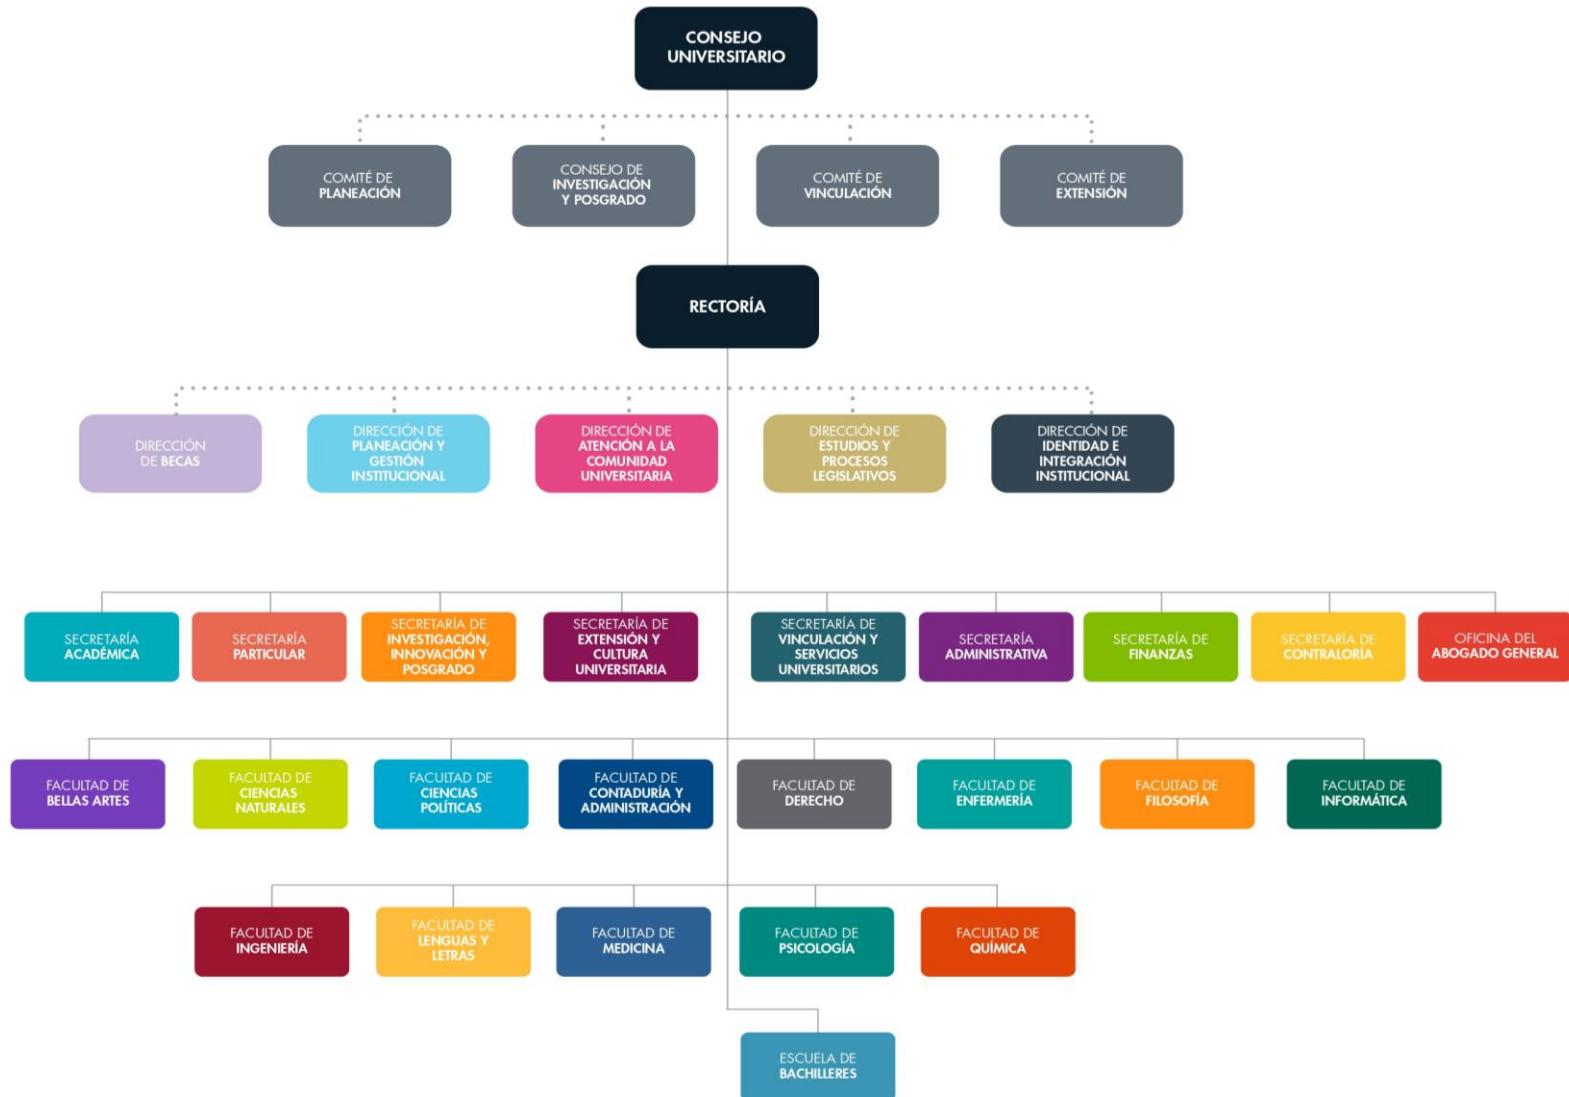 CONSEJO
UNIVERSITARIO
COMITÉ DE
PLANEACIÓN
CONSEJO DE
INVESTIGACIÓN
Y POSGRADO
COMITÉ DE
VINCULACIÓN
COMITÉ DE
EXTENSIÓN
RECTORÍA
DIRECCIÓN
DE BECAS
DIRECCIÓN DE
PLANEACIÓN Y
GESTIÓN
INSTITUCIONAL
DIRECCIÓN DE
ATENCIÓN A LA
COMUNIDAD
UNIVERSITARIA
DIRECCIÓN DE
ESTUDIOS Y
PROCESOS
LEGISLATIVOS
DIRECCIÓN DE
IDENTIDAD E
INTEGRACIÓN
INSTITUCIONAL
SECRETARÍA
ACADÉMICA
SECRETARÍA
PARTICULAR
SECRETARÍA DE
INVESTIGACIÓN,
INNOVACIÓN Y
POSGRADO
SECRETARÍA DE
EXTENSIÓN Y
CULTURA
UNIVERSITARIA
SECRETARÍA DE
VINCULACIÓN Y
SERVICIOS
UNIVERSITARIOS
SECRETARÍA
ADMINISTRATIVA
SECRETARÍA DE
FINANZAS
SECRETARÍA DE
CONTRALORÍA
OFICINA DEL
ABOGADO GENERAL
FACULTAD DE
BELLAS ARTES
FACULTAD DE
CIENCIAS
NATURALES
FACULTAD DE
CIENCIAS
POLÍTICAS
FACULTAD DE
CONTADURÍA Y
ADMINISTRACIÓN
FACULTAD DE
DERECHO
FACULTAD DE
ENFERMERÍA
FACULTAD DE
FILOSOFÍA
FACULTAD DE
INFORMÁTICA
FACULTAD DE
INGENIERÍA
FACULTAD DE
LENGUAS Y
LETRAS
FACULTAD DE
MEDICINA
FACULTAD DE
PSICOLOGÍA
FACULTAD DE
QUÍMICA
ESCUELA DE
BACHILLERES